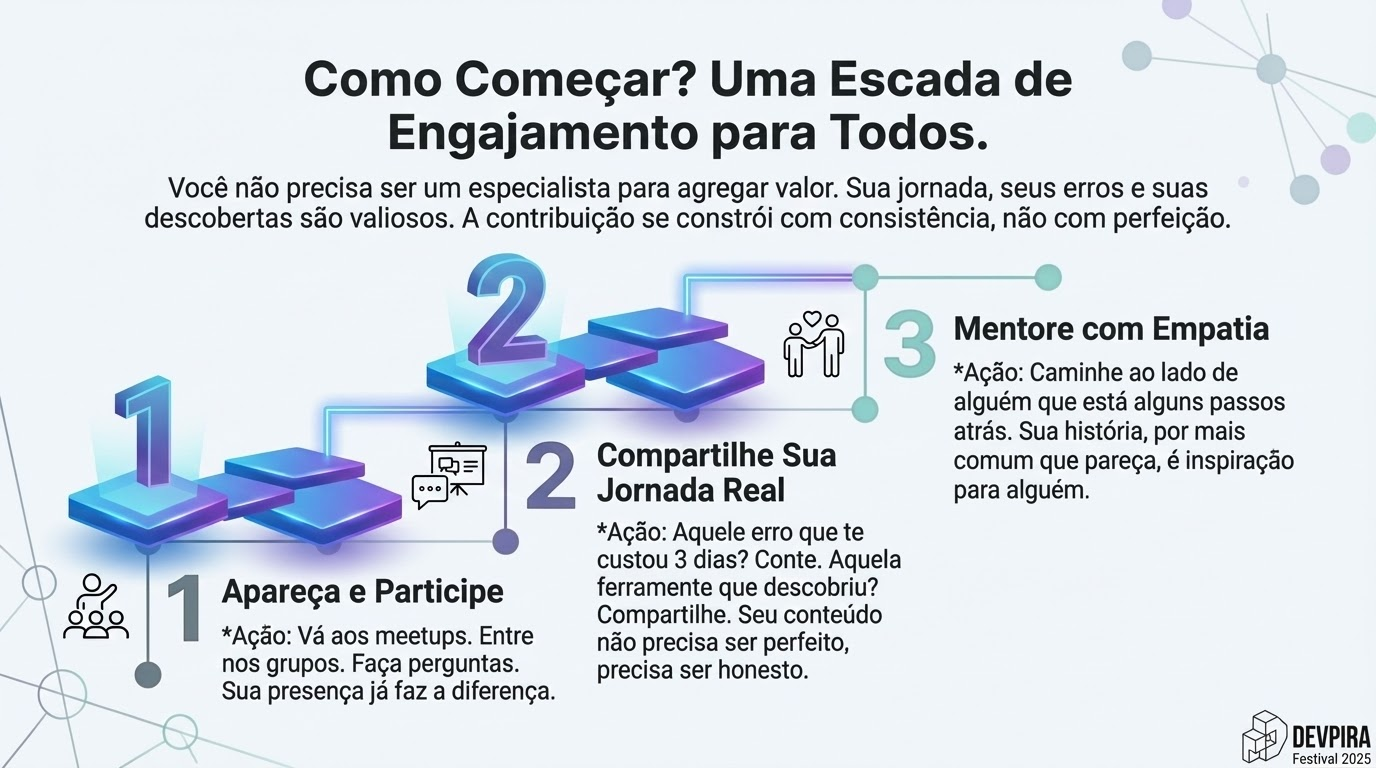 Como Começar? Uma Escada de
Engajamento para Todos.
Você não precisa ser um especialista para agregar valor. Sua jornada, seus erros e suas
descobertas são valiosos. A contribuição se constrói com consistência, não com perfeição.
1
2
1
Apareça e Participe
*Ação: Vá aos meetups. Entre
nos grupos. Faça perguntas.
Sua presença já faz a diferença.
2
Compartilhe Sua
Jornada Real
*Ação: Aquele erro que te
custou 3 dias? Conte. Aquela
ferramente que descobriu?
Compartilhe. Seu conteúdo
não precisa ser perfeito,
precisa ser honesto.
3
Mentore com Empatia
*Ação: Caminhe ao lado de
alguém que está alguns passos
atrás. Sua história, por mais
comum que pareça, é inspiração
para alguém.
DEVPIRA
Festival 2025